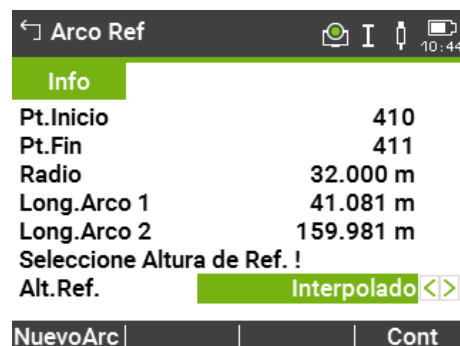 Arco Ref
I
10:44
Info
Pt.Inicio 410
Pt.Fin 411
Radio 32.000 m
Long.Arco 1 41.081 m
Long.Arco 2 159.981 m
Seleccione Altura de Ref. !
Alt.Ref. Interpolado
NuevoArc Cont